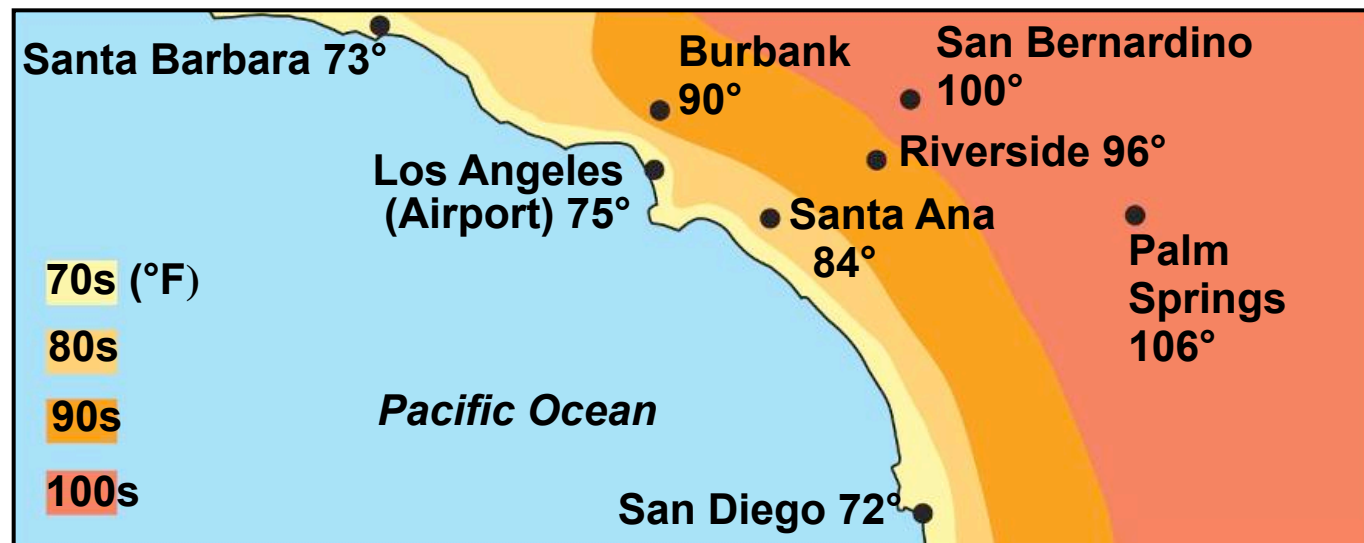 Santa Barbara 73°
Burbank
90°
San Bernardino
100°
Los Angeles
(Airport) 75°
Riverside 96°
Santa Ana
84°
Palm
Springs
106°
70s (°F)
80s
90s
100s
Pacific Ocean
San Diego 72°